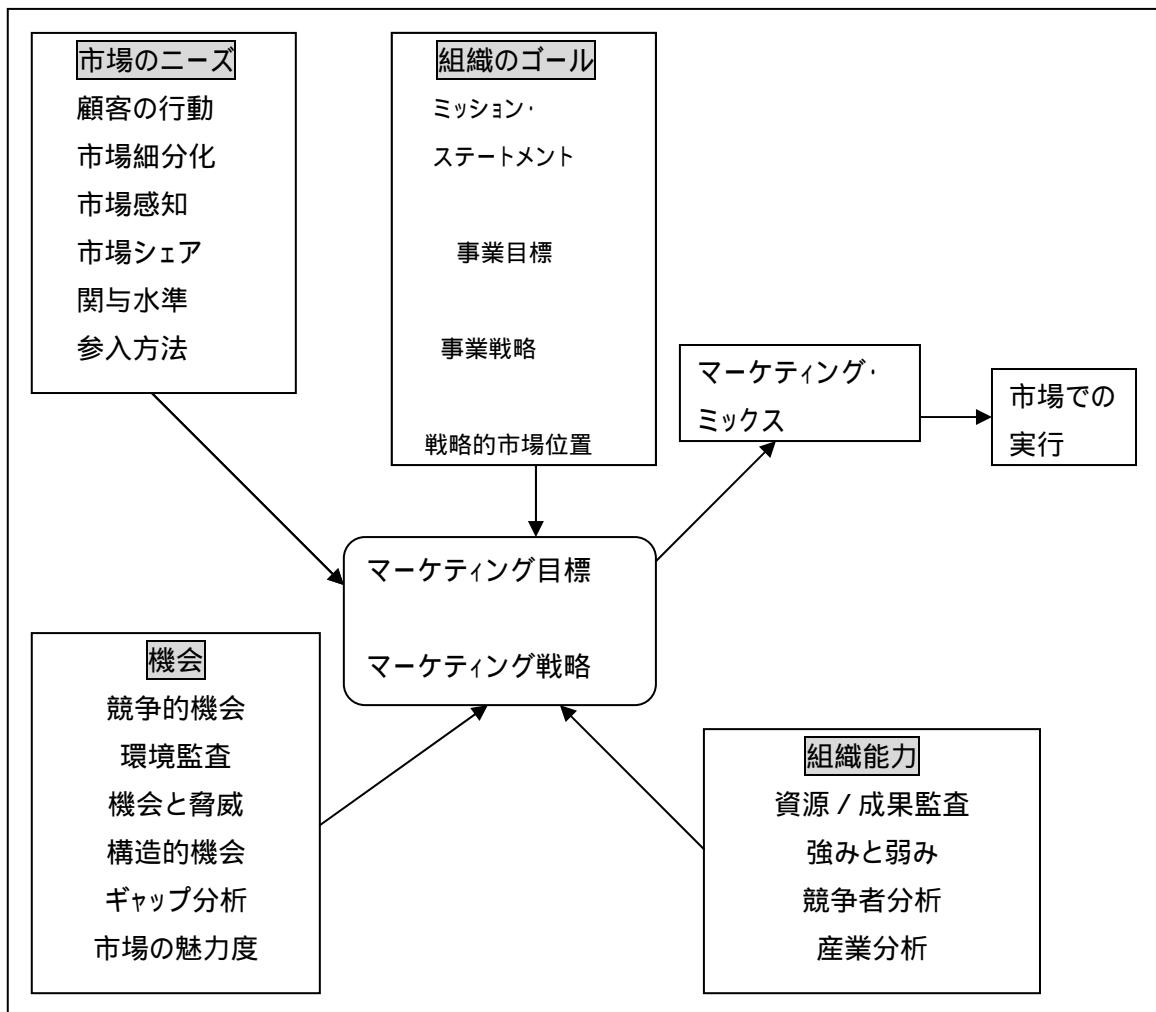 市場のニーズ
顧客の行動
市場細分化
市場感知
市場シェア
関与水準
参入方法
組織のゴール
ミッション・
ステートメント
事業目標
事業戦略
戦略的市場位置
マーケティング・
ミックス
市場での
実行
マーケティング目標
マーケティング戦略
機会
競争的機会
環境監査
機会と脅威
構造的機会
ギャップ分析
市場の魅力度
組織能力
資源/成果監査
強みと弱み
競争者分析
産業分析